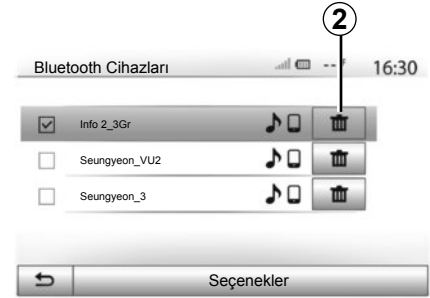 2
Bluetooth Cihazları --°F 16:30
Info 2_3Gr
Seungyeon_VU2
Seungyeon_3
Seçenekler